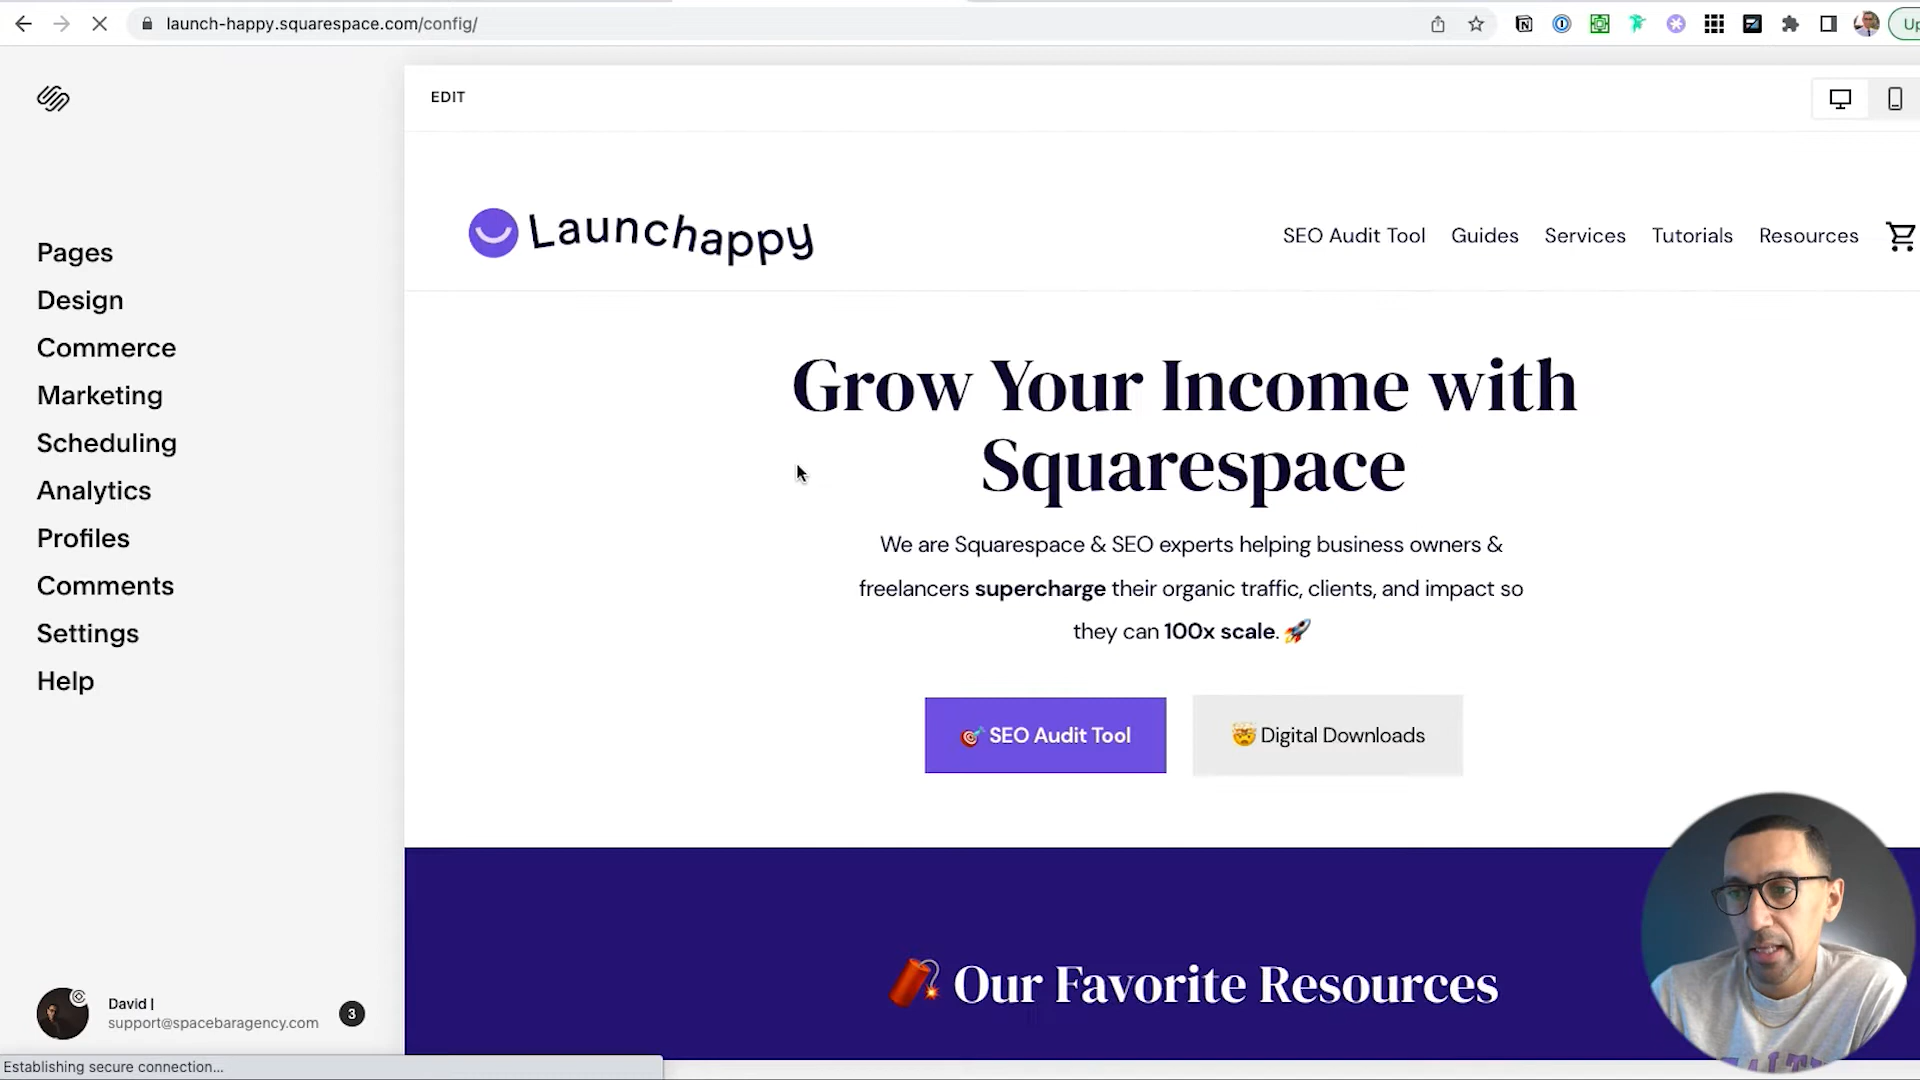 launch-happy.squarespace.com/config/
Up
EDIT
Pages
Design
Commerce
Marketing
Scheduling
Analytics
Profiles
Comments
Settings
Help
David |
support@spacebaragency.com
3
Establishing secure connection...
Launchappy
SEO Audit Tool
Guides
Services
Tutorials
Resources
Grow Your Income with
Squarespace
We are Squarespace & SEO experts helping business owners &
freelancers supercharge their organic traffic, clients, and impact so
they can 100x scale. 🚀
🎯 SEO Audit Tool
🤯 Digital Downloads
🧨 Our Favorite Resources